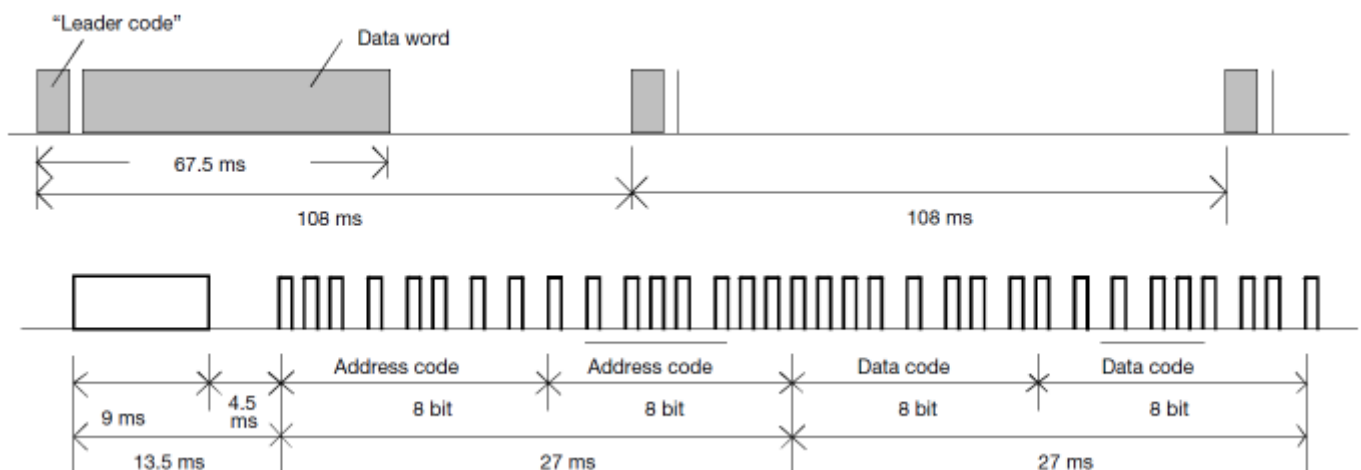 “Leader code”
Data word
67.5 ms
108 ms
108 ms
Address code
Address code
Data code
Data code
9 ms
4.5
ms
8 bit
8 bit
8 bit
8 bit
13.5 ms
27 ms
27 ms